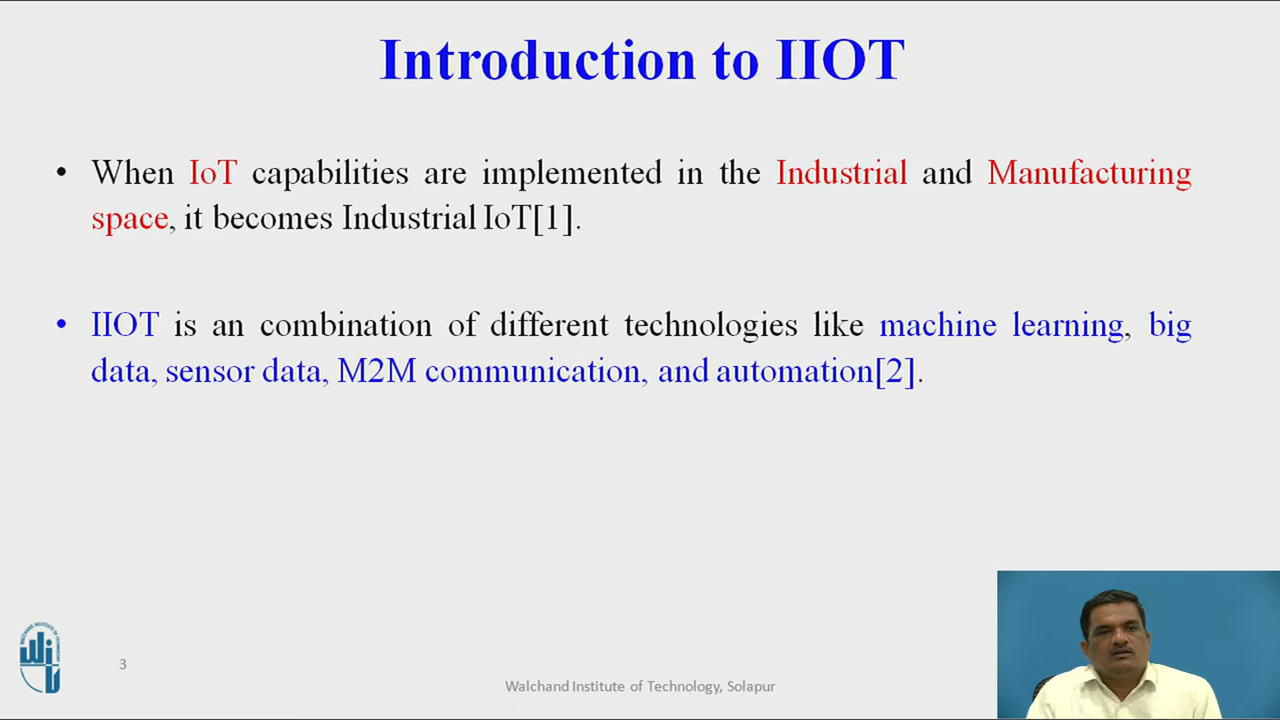 Introduction to IIOT
• When IoT capabilities are implemented in the Industrial and Manufacturing
space, it becomes Industrial IoT[1].
• IIOT is an combination of different technologies like machine learning, big
data, sensor data, M2M communication, and automation[2].
3
Walchand Institute of Technology, Solapur